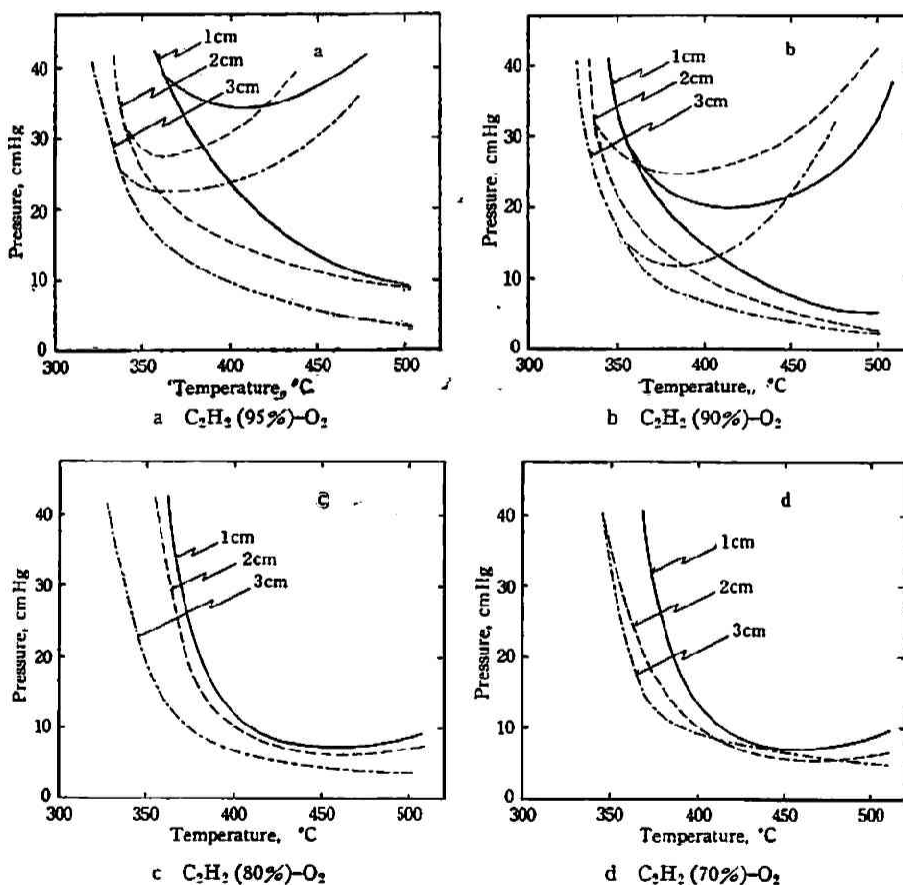 a
1cm
2cm
3cm
40
30
20
10
0
Pressure, cmHg
300
350
400
450
500
Temperature, °C
a C₂H₂ (95%)-O₂
b
1cm
2cm
3cm
40
30
20
10
0
Pressure, cmHg
300
350
400
450
500
Temperature, °C
b C₂H₂ (90%)-O₂
c
1cm
2cm
3cm
40
30
20
10
0
Pressure, cmHg
300
350
400
450
500
Temperature, °C
c C₂H₂ (80%)-O₂
d
1cm
2cm
3cm
40
30
20
10
0
Pressure, cmHg
300
350
400
450
500
Temperature, °C
d C₂H₂ (70%)-O₂